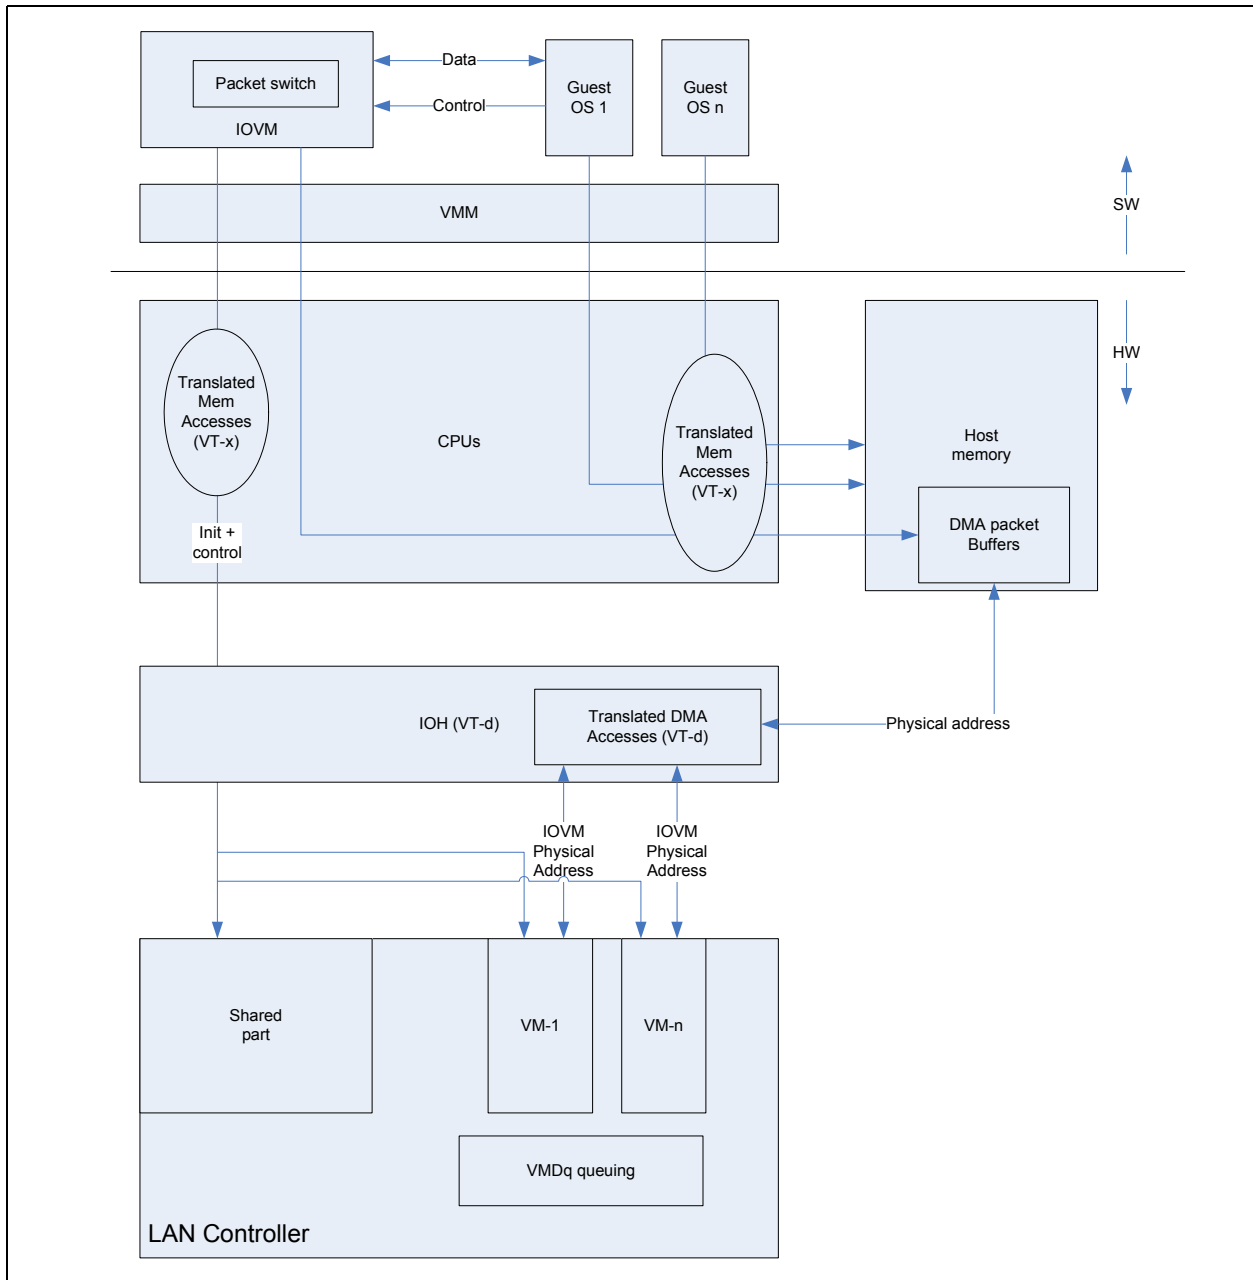 Packet switch
IOVM
Data
Control
Guest
OS 1
Guest
OS n
VMM
SW
HW
Translated
Mem
Accesses
(VT-x)
CPUs
Translated
Mem
Accesses
(VT-x)
Host
memory
DMA packet
Buffers
Init +
control
IOH (VT-d)
Translated DMA
Accesses (VT-d)
Physical address
IOVM
Physical
Address
IOVM
Physical
Address
Shared
part
VM-1
VM-n
VMDq queuing
LAN Controller